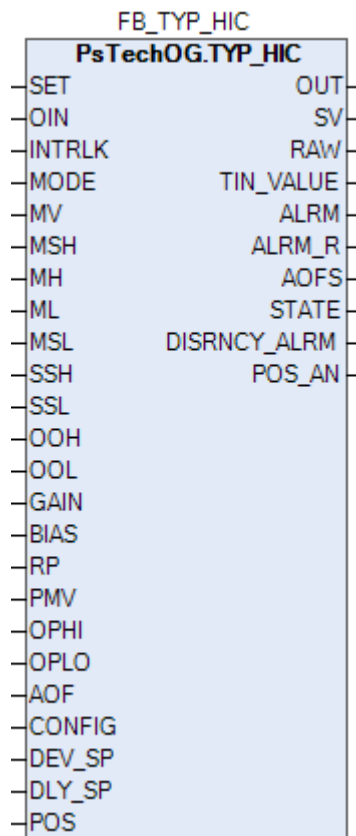 FB_TYP_HIC
PsTechOG.TYP_HIC
SET OUT
OIN SV
INTRLK RAW
MODE TIN_VALUE
MV ALRM
MSH ALRM_R
MH AOFS
ML STATE
MSL DISRNCY_ALRM
SSH POS_AN
SSL
OOH
OOL
GAIN
BIAS
RP
PMV
OPHI
OPLO
AOF
CONFIG
DEV_SP
DLY_SP
POS